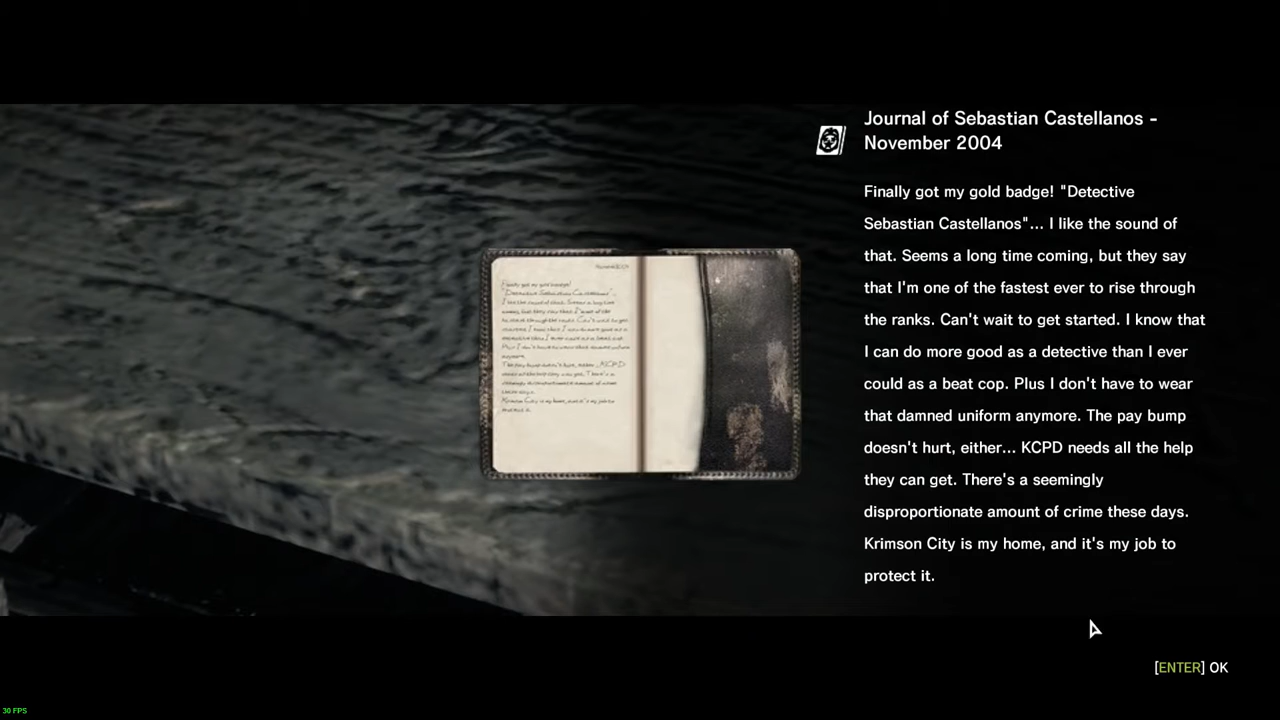 Journal of Sebastian Castellanos -
November 2004
Finally got my gold badge! "Detective
Sebastian Castellanos"... I like the sound of
that. Seems a long time coming, but they say
that I'm one of the fastest ever to rise through
the ranks. Can't wait to get started. I know that
I can do more good as a detective than I ever
could as a beat cop. Plus I don't have to wear
that damned uniform anymore. The pay bump
doesn't hurt, either... KCPD needs all the help
they can get. There's a seemingly
disproportionate amount of crime these days.
Krimson City is my home, and it's my job to
protect it.
[ENTER] OK
30 FPS